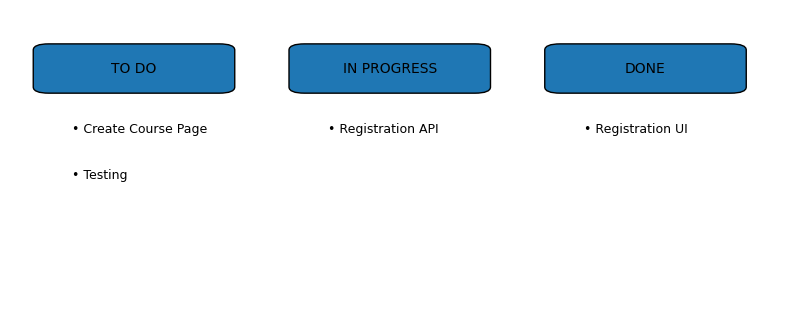 TO DO
IN PROGRESS
DONE
• Create Course Page
• Registration API
• Registration UI
• Testing